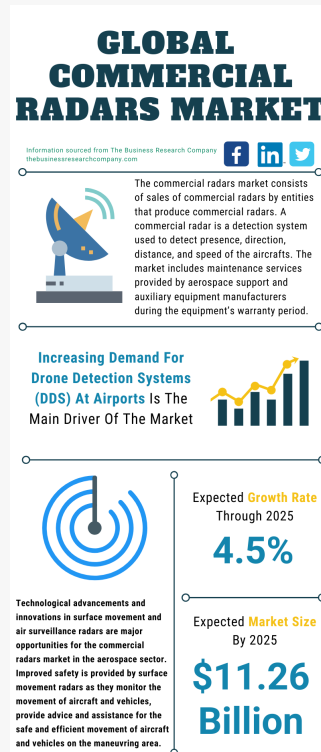 GLOBAL
COMMERCIAL
RADARS MARKET
Information sourced from The Business Research Company
thebusinessresearchcompany.com
f
in
The commercial radars market consists
of sales of commercial radars by entities
that produce commercial radars. A
commercial radar is a detection system
used to detect presence, direction,
distance, and speed of the aircrafts. The
market includes maintenance services
provided by aerospace support and
auxiliary equipment manufacturers
during the equipment's warranty period.
Increasing Demand For
Drone Detection Systems
(DDS) At Airports Is The
Main Driver Of The Market
Expected Growth Rate
Through 2025
4.5%
Technological advancements and
innovations in surface movement and
air surveillance radars are major
opportunities for the commercial
radars market in the aerospace sector.
Improved safety is provided by surface
movement radars as they monitor the
movement of aircraft and vehicles,
provide advice and assistance for the
safe and efficient movement of aircraft
and vehicles on the maneuvring area.
Expected Market Size
By 2025
$11.26
Billion